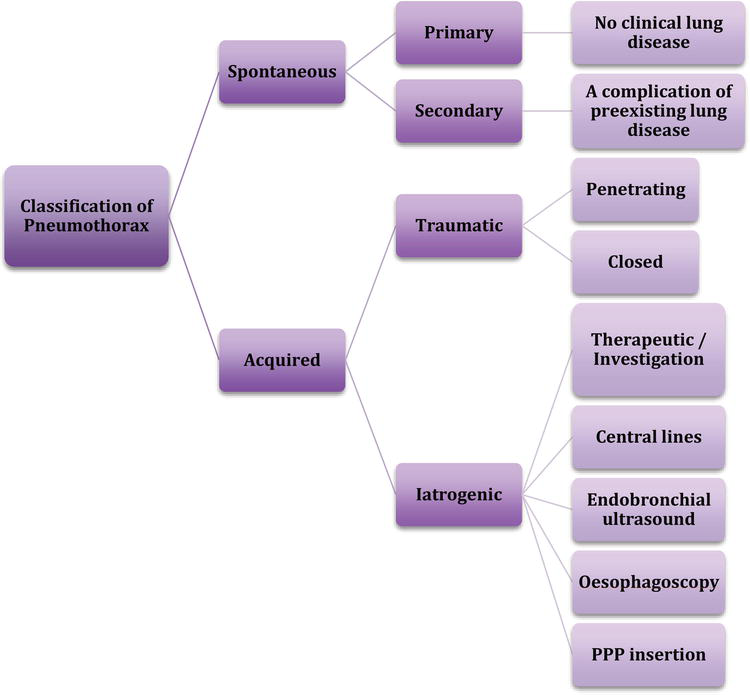 Classification of
Pneumothorax
Spontaneous
Primary
No clinical lung
disease
Secondary
A complication of
preexisting lung
disease
Acquired
Traumatic
Penetrating
Closed
Iatrogenic
Therapeutic /
Investigation
Central lines
Endobronchial
ultrasound
Oesophagoscopy
PPP insertion